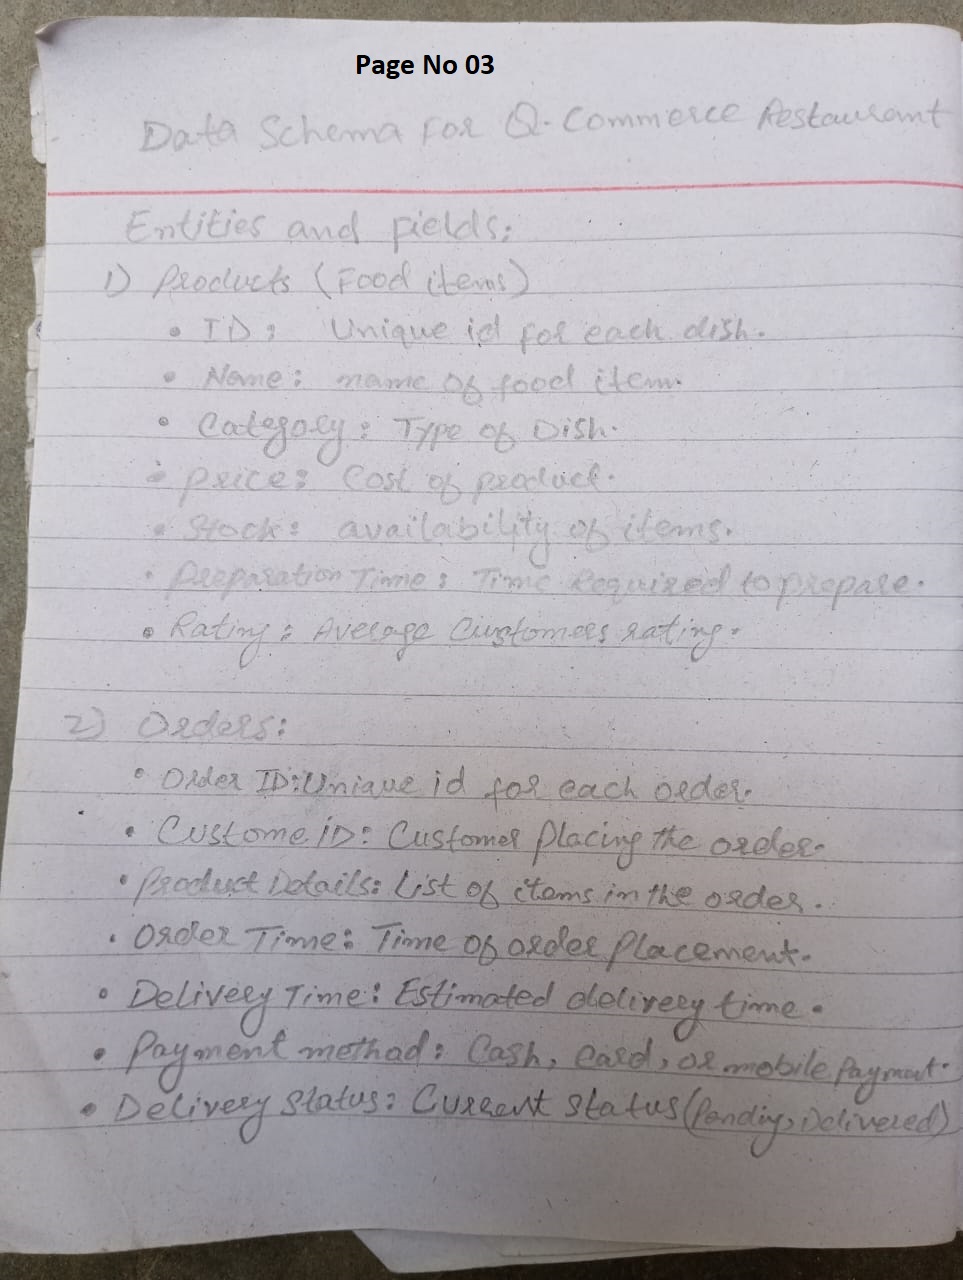 Page No 03
Data Schema For Q-Commerce Restaurant
Entities and fields:
1) Products (Food items)
• ID: Unique id for each dish.
• Name: name of food item.
• Category: Type of Dish.
• Price: Cost of product.
• Stock: availability of items.
• Preparation Time: Time Required to prepare.
• Rating: Average Customers rating.
2) Orders:
• Order ID: Unique id for each order.
• Custome ID: Customer Placing the order.
• Product Details: List of items in the order.
• Order Time: Time of order Placement.
• Delivery Time: Estimated delivery time.
• Payment method: Cash, Card, or mobile Payment.
• Delivery Status: Current Status (Pending, Delivered)